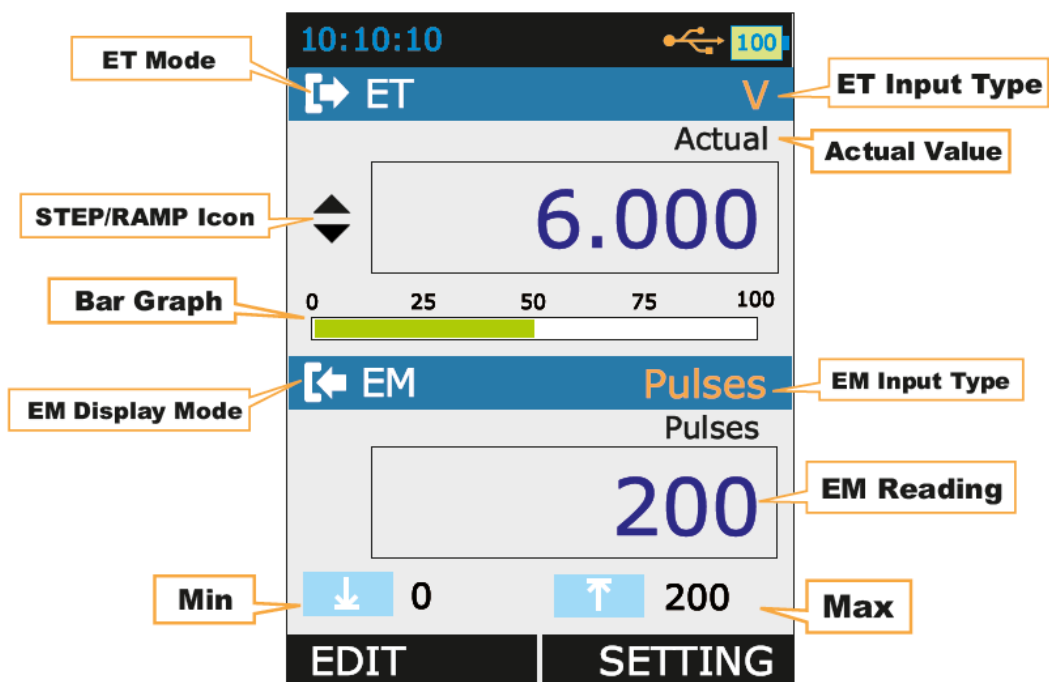 10:10:10
100
ET Mode
ET
V
ET Input Type
Actual
Actual Value
STEP/RAMP Icon
6.000
Bar Graph
0 25 50 75 100
EM
Pulses
EM Input Type
EM Display Mode
Pulses
200
EM Reading
Min
0
200
Max
EDIT
SETTING